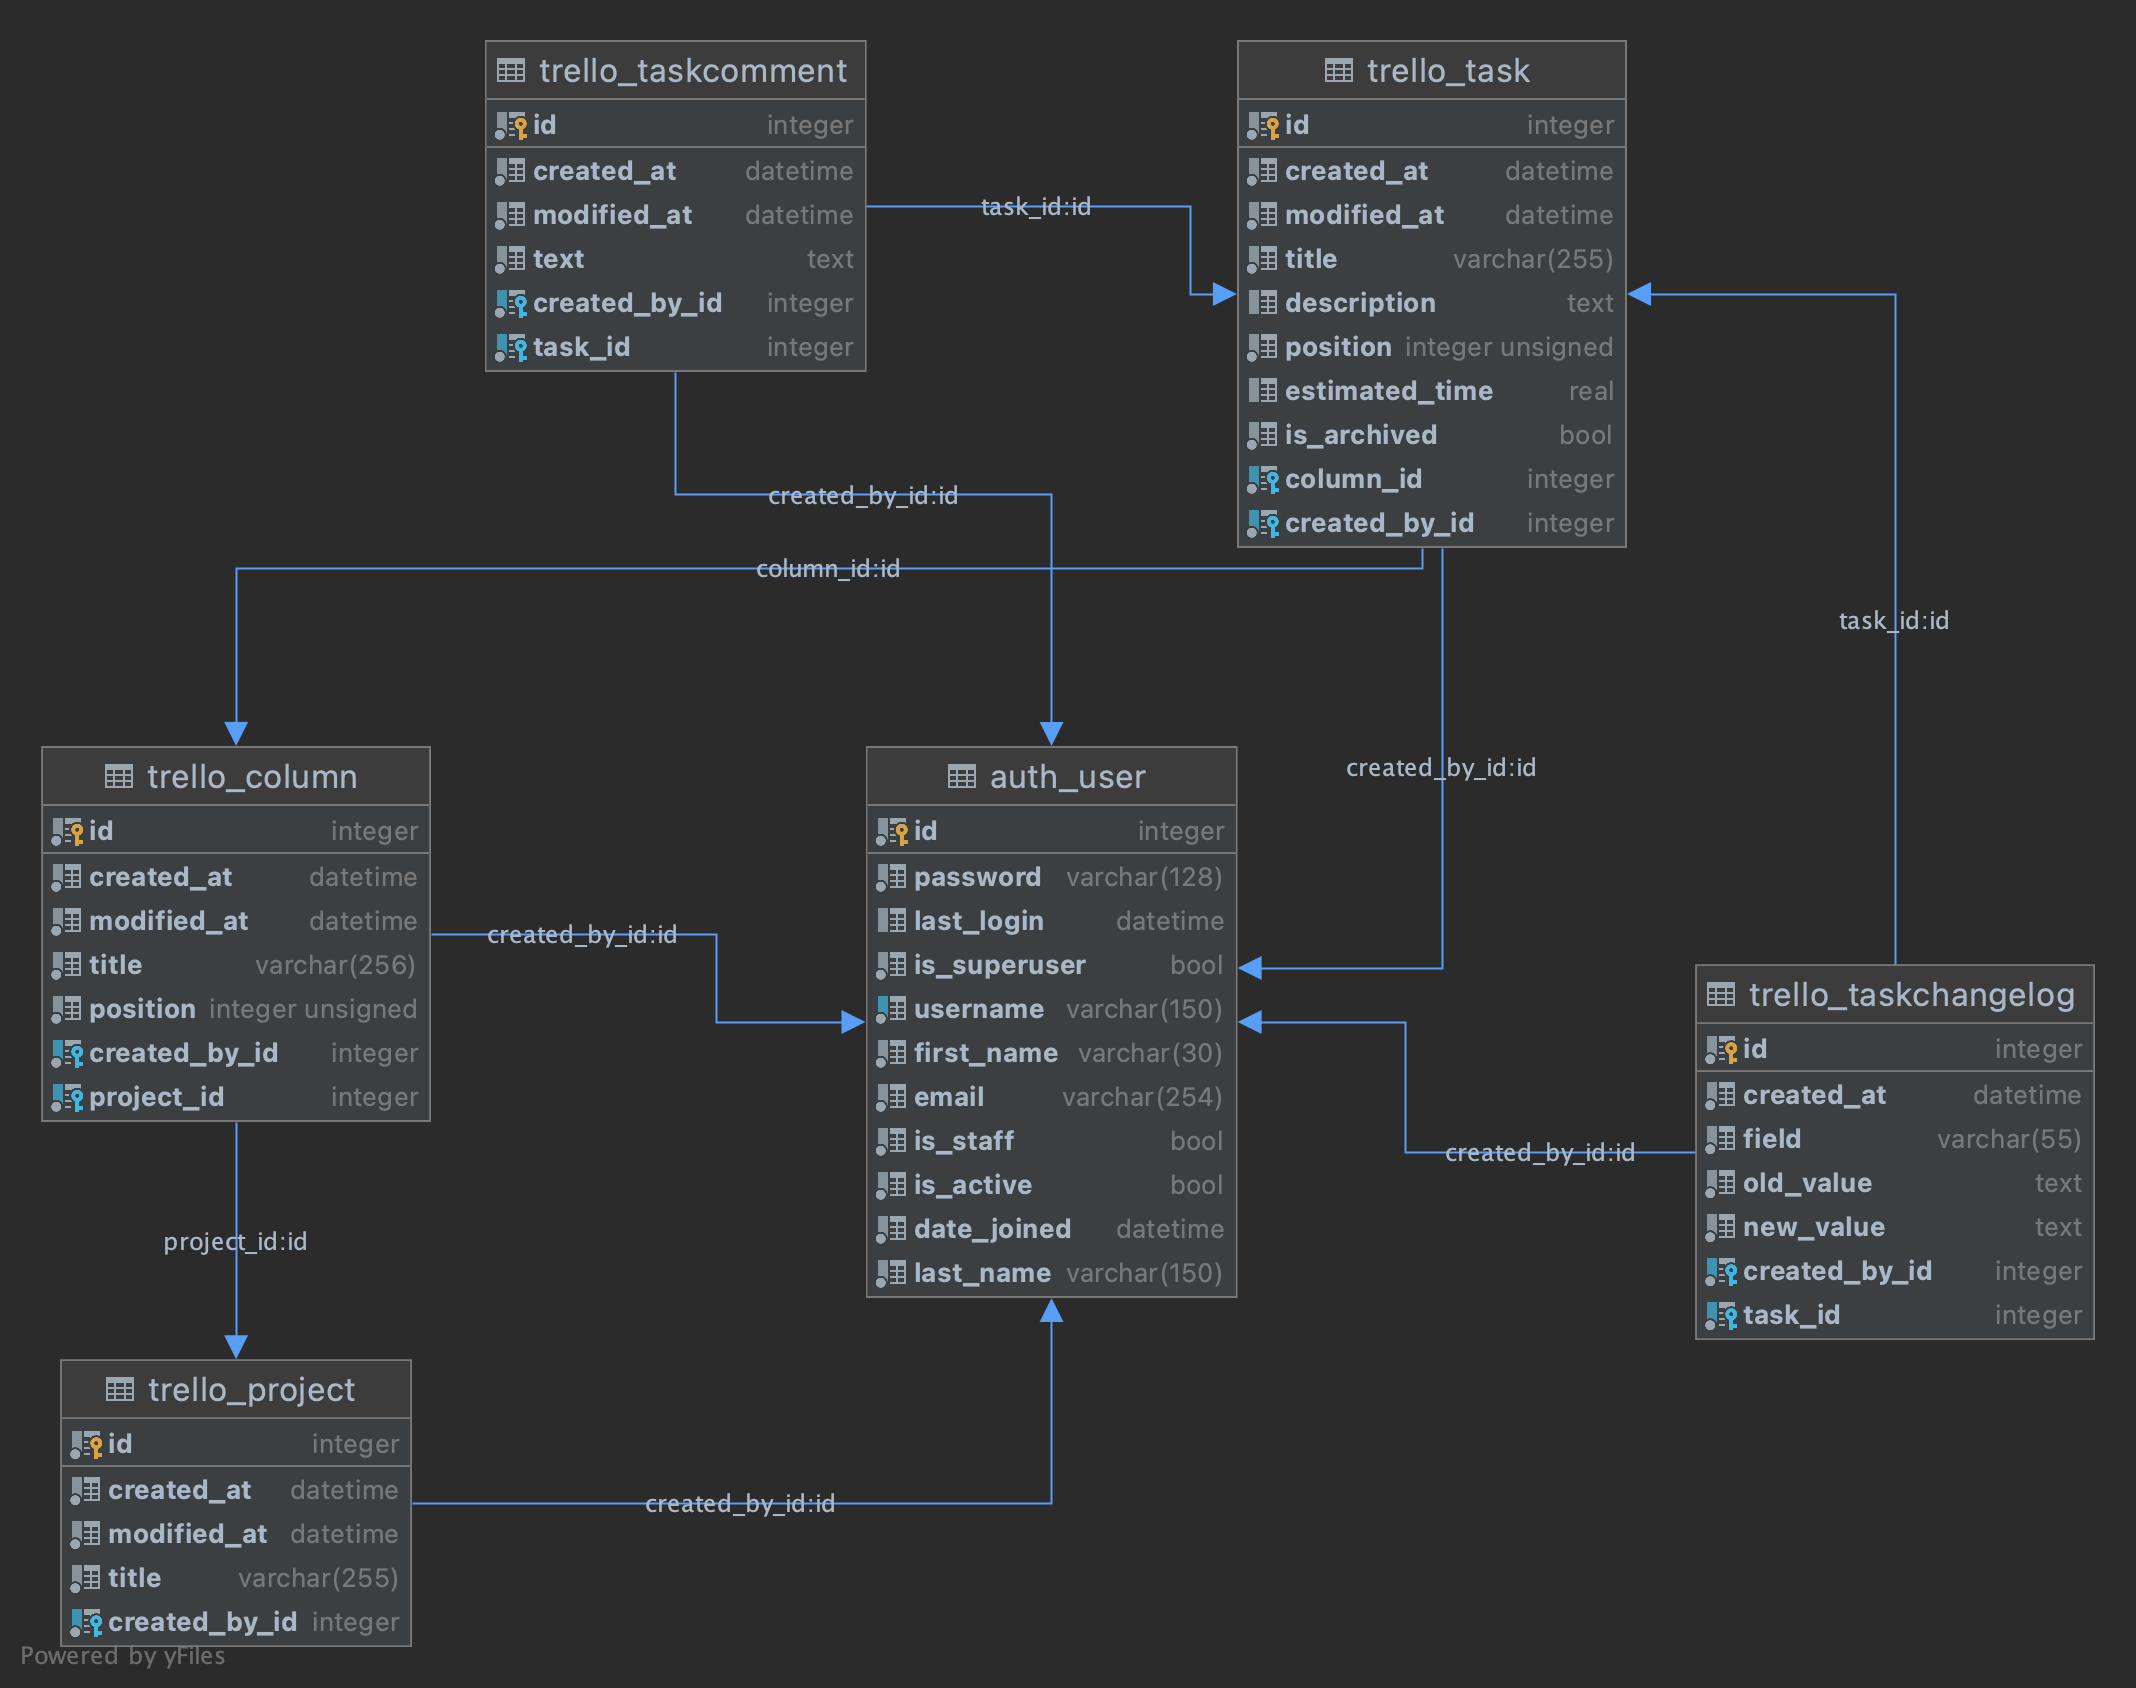 trello_taskcomment
id integer
created_at datetime
modified_at datetime
text text
created_by_id integer
task_id integer
trello_task
id integer
created_at datetime
modified_at datetime
title varchar(255)
description text
position integer unsigned
estimated_time real
is_archived bool
column_id integer
created_by_id integer
task_id:id
created_by_id:id
column_id:id
task_id:id
created_by_id:id
trello_column
id integer
created_at datetime
modified_at datetime
title varchar(256)
position integer unsigned
created_by_id integer
project_id integer
created_by_id:id
auth_user
id integer
password varchar(128)
last_login datetime
is_superuser bool
username varchar(150)
first_name varchar(30)
email varchar(254)
is_staff bool
is_active bool
date_joined datetime
last_name varchar(150)
trello_taskchangelog
id integer
created_at datetime
field varchar(55)
old_value text
new_value text
created_by_id integer
task_id integer
created_by_id:id
project_id:id
trello_project
id integer
created_at datetime
modified_at datetime
title varchar(255)
created_by_id integer
created_by_id:id
Powered by yFiles